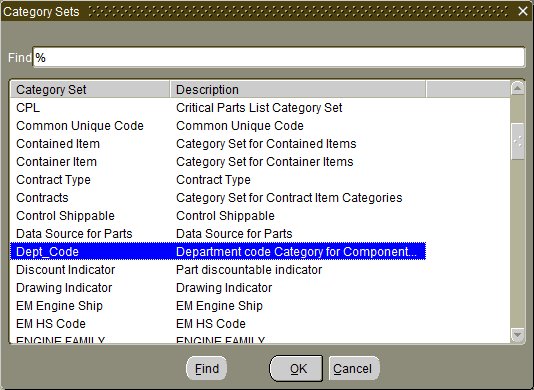 Category Sets
Find %
Category Set Description
CPL Critical Parts List Category Set
Common Unique Code Common Unique Code
Contained Item Category Set for Contained Items
Container Item Category Set for Container Items
Contract Type Contract Type
Contracts Category Set for Contract Item Categories
Control Shippable Control Shippable
Data Source for Parts Data Source for Parts
Dept_Code Department code Category for Component...
Discount Indicator Part discountable indicator
Drawing Indicator Drawing Indicator
EM Engine Ship EM Engine Ship
EM HS Code EM HS Code
ENGINE FAMILY ENGINE FAMILY
Find OK Cancel